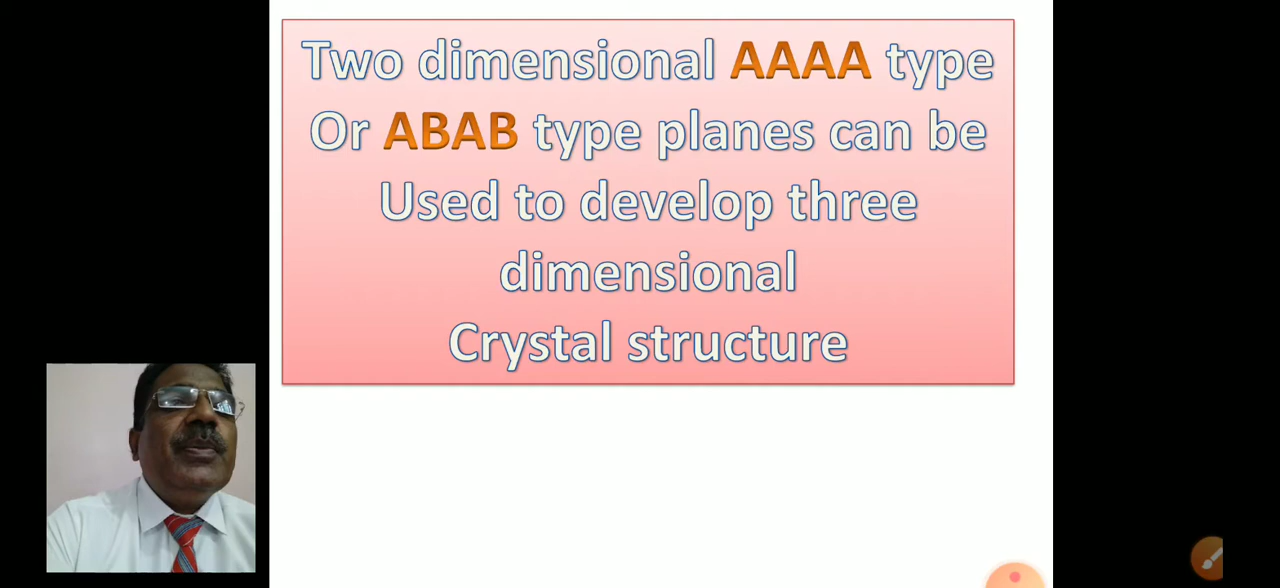 Two dimensional AAAA type
Or ABAB type planes can be
Used to develop three
dimensional
Crystal structure